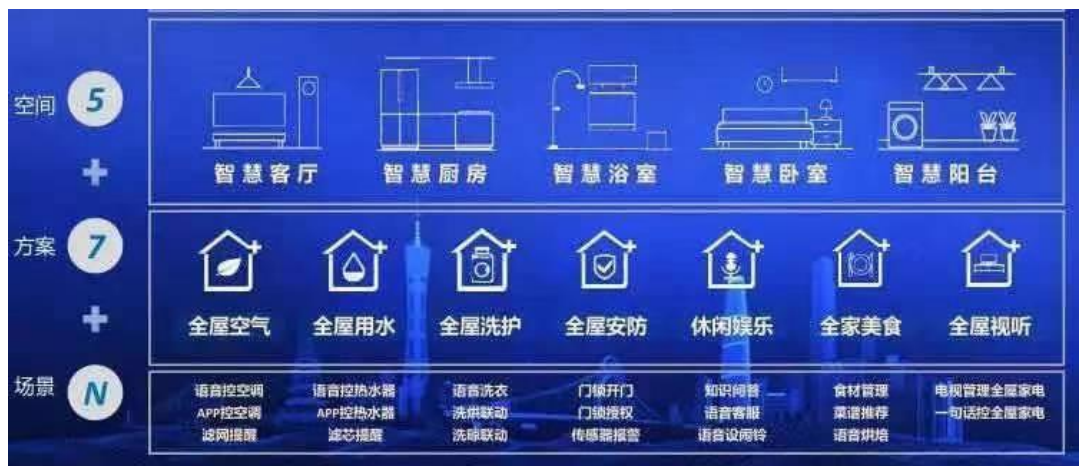 空间 5
智慧客厅 智慧厨房 智慧浴室 智慧卧室 智慧阳台
+
方案 7
全屋空气 全屋用水 全屋洗护 全屋安防 休闲娱乐 全家美食 全屋视听
+
场景 N
语音控空调 语音控热水器 语音洗衣 门锁开门 知识问答 食材管理 电视管理全屋家电
APP控空调 APP控热水器 洗烘联动 门锁授权 语音客服 菜谱推荐 一句话控全屋家电
滤网提醒 滤芯提醒 洗晾联动 传感器报警 语音设闹铃 语音烘焙